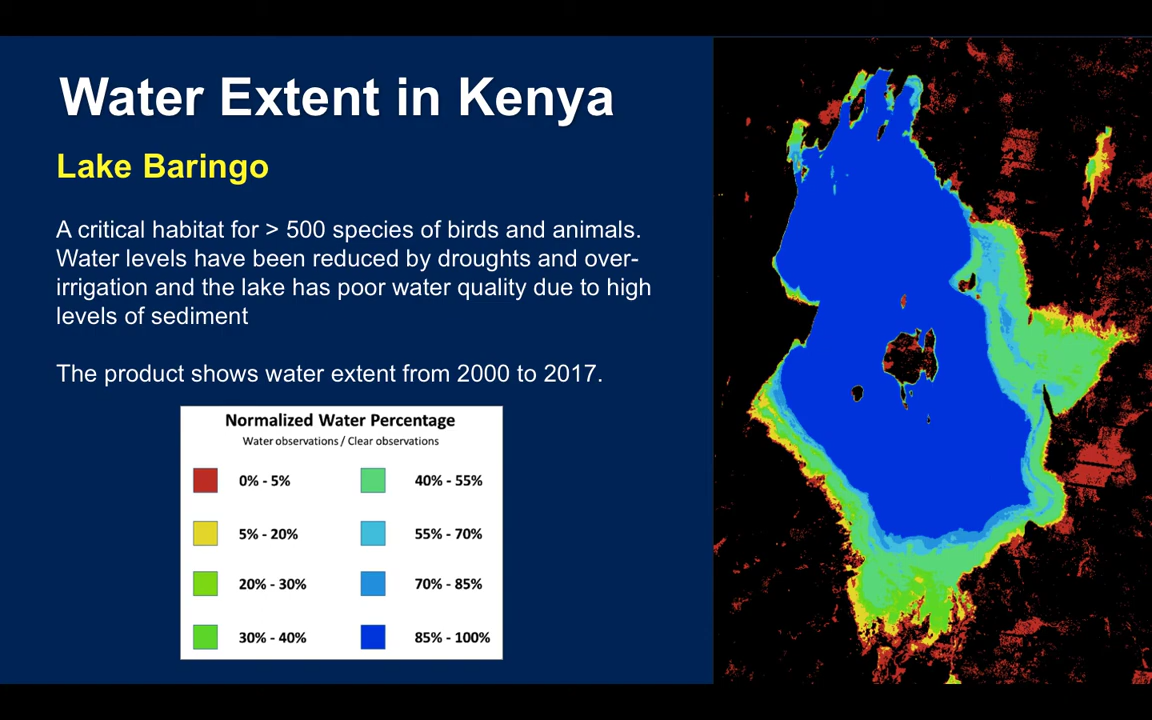 Water Extent in Kenya
Lake Baringo
A critical habitat for > 500 species of birds and animals.
Water levels have been reduced by droughts and over-
irrigation and the lake has poor water quality due to high
levels of sediment
The product shows water extent from 2000 to 2017.
Normalized Water Percentage
Water observations / Clear observations
0% - 5%
40% - 55%
5% - 20%
55% - 70%
20% - 30%
70% - 85%
30% - 40%
85% - 100%